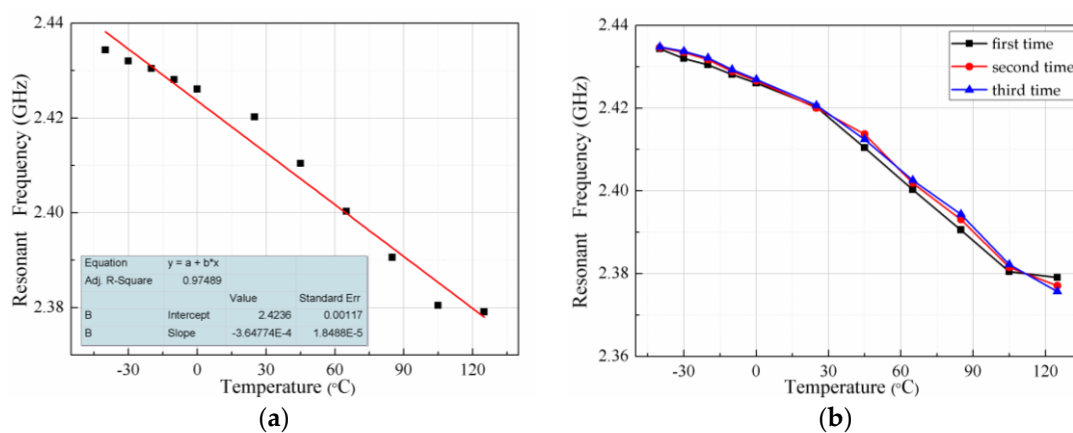 (a)
2.44
2.42
2.40
2.38
Resonant Frequency (GHz)
Equation y = a + b*x
Adj. R-Square 0.97489
Value Standard Err
B Intercept 2.4236 0.00117
B Slope -3.64774E-4 1.8488E-5
-30 0 30 60 90 120
Temperature (°C)
(b)
2.44
2.42
2.40
2.38
2.36
Resonant Frequency (GHz)
first time
second time
third time
-30 0 30 60 90 120
Temperature (°C)